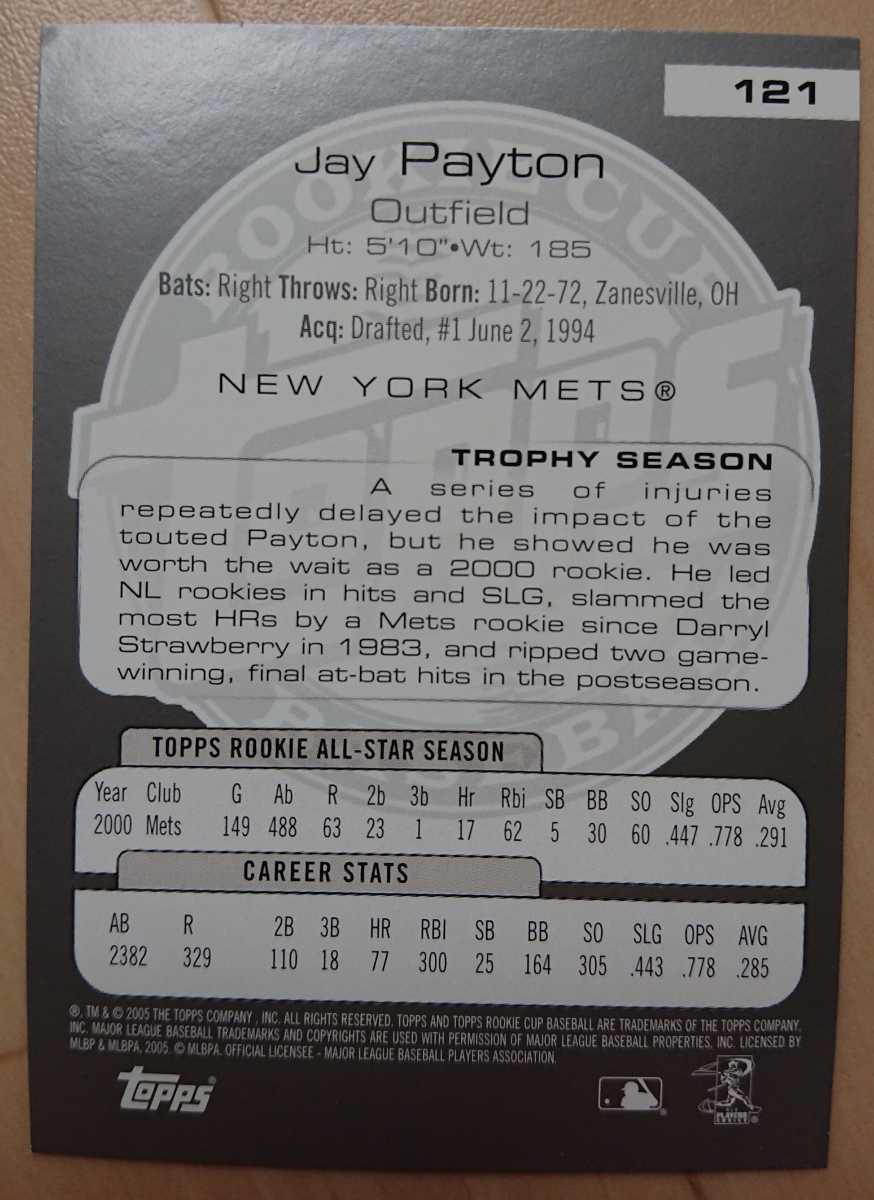 121
ROOKIE CUP
Jay Payton
Outfield
Ht: 5'10"•Wt: 185
Bats: Right Throws: Right Born: 11-22-72, Zanesville, OH
Acq: Drafted, #1 June 2, 1994
NEW YORK METS®
topps
TROPHY SEASON
A series of injuries
repeatedly delayed the impact of the
touted Payton, but he showed he was
worth the wait as a 2000 rookie. He led
NL rookies in hits and SLG, slammed the
most HRs by a Mets rookie since Darryl
Strawberry in 1983, and ripped two game-
winning, final at-bat hits in the postseason.
TOPPS ROOKIE ALL-STAR SEASON
Year Club G Ab R 2b 3b Hr Rbi SB BB SO Slg OPS Avg
2000 Mets 149 488 63 23 1 17 62 5 30 60 .447 .778 .291
CAREER STATS
AB R 2B 3B HR RBI SB BB SO SLG OPS AVG
2382 329 110 18 77 300 25 164 305 .443 .778 .285
®, TM & © 2005 THE TOPPS COMPANY, INC. ALL RIGHTS RESERVED. TOPPS AND TOPPS ROOKIE CUP BASEBALL ARE TRADEMARKS OF THE TOPPS COMPANY,
INC. MAJOR LEAGUE BASEBALL TRADEMARKS AND COPYRIGHTS ARE USED WITH PERMISSION OF MAJOR LEAGUE BASEBALL PROPERTIES, INC. LICENSED BY
MLBP & MLBPA, 2005. © MLBPA. OFFICIAL LICENSEE - MAJOR LEAGUE BASEBALL PLAYERS ASSOCIATION.
topps®
PLAYERS
CHOICE®